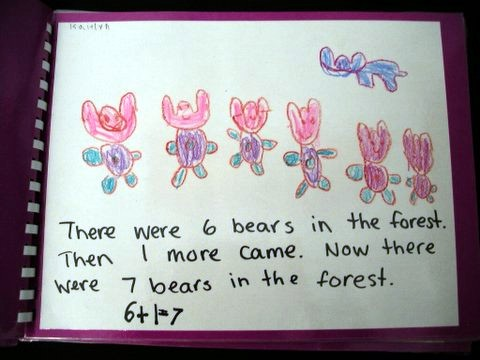 Kaitlyn
There were 6 bears in the forest.
Then 1 more came. Now there
were 7 bears in the forest.
6+1=7